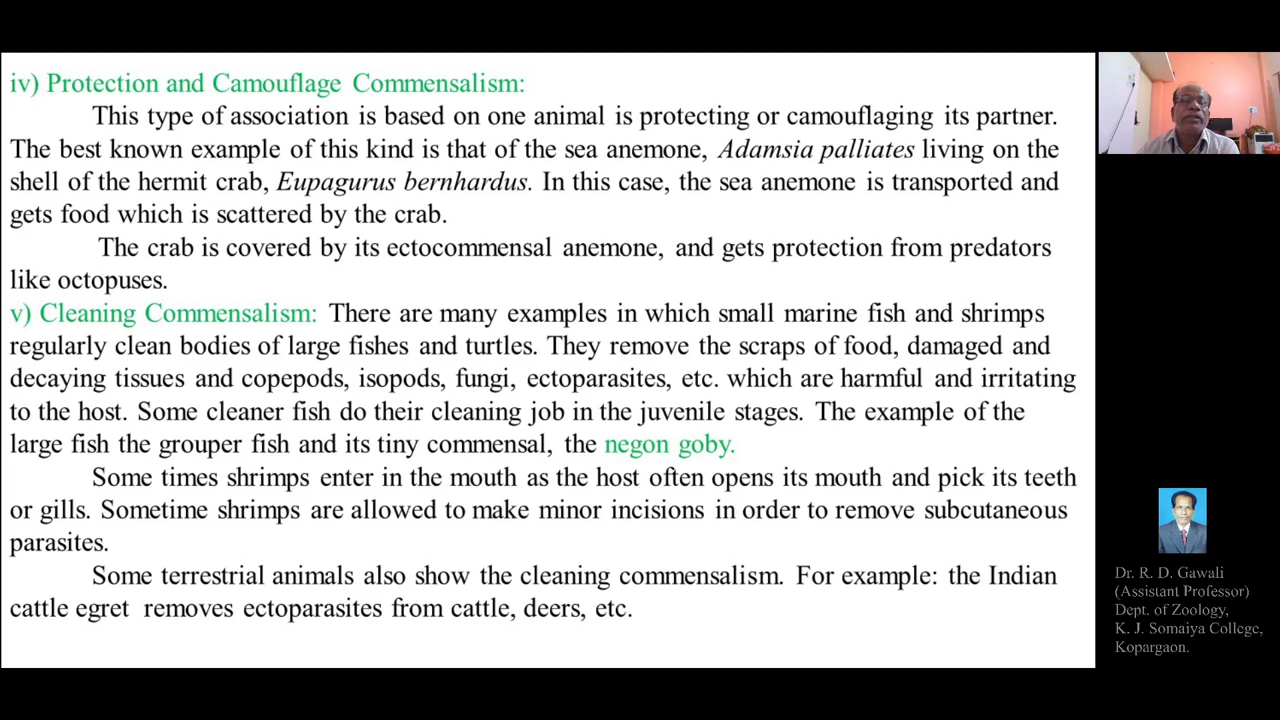 iv) Protection and Camouflage Commensalism:
This type of association is based on one animal is protecting or camouflaging its partner.
The best known example of this kind is that of the sea anemone, Adamsia palliates living on the
shell of the hermit crab, Eupagurus bernhardus. In this case, the sea anemone is transported and
gets food which is scattered by the crab.
The crab is covered by its ectocommensal anemone, and gets protection from predators
like octopuses.
v) Cleaning Commensalism: There are many examples in which small marine fish and shrimps
regularly clean bodies of large fishes and turtles. They remove the scraps of food, damaged and
decaying tissues and copepods, isopods, fungi, ectoparasites, etc. which are harmful and irritating
to the host. Some cleaner fish do their cleaning job in the juvenile stages. The example of the
large fish the grouper fish and its tiny commensal, the negon goby.
Some times shrimps enter in the mouth as the host often opens its mouth and pick its teeth
or gills. Sometime shrimps are allowed to make minor incisions in order to remove subcutaneous
parasites.
Some terrestrial animals also show the cleaning commensalism. For example: the Indian
cattle egret removes ectoparasites from cattle, deers, etc.
Dr. R. D. Gawali
(Assistant Professor)
Dept. of Zoology,
K. J. Somaiya College,
Kopargaon.